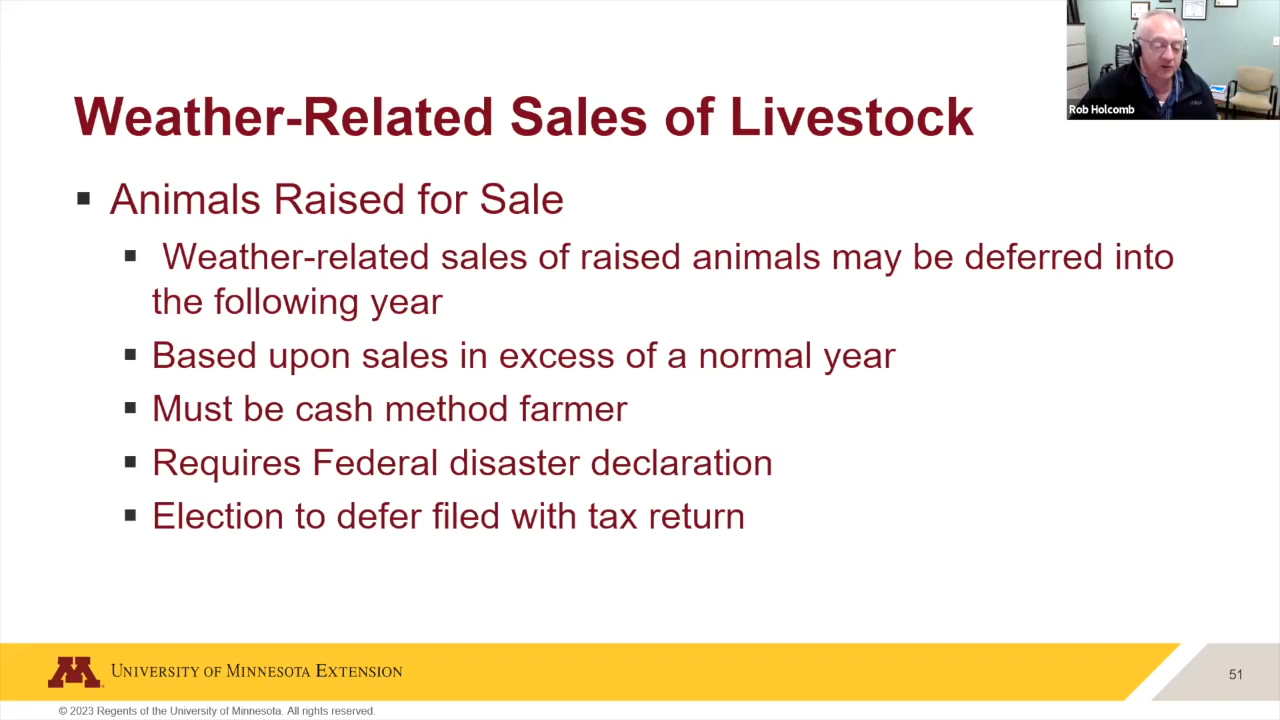 Rob Holcomb
Weather-Related Sales of Livestock
Animals Raised for Sale
Weather-related sales of raised animals may be deferred into
the following year
Based upon sales in excess of a normal year
Must be cash method farmer
Requires Federal disaster declaration
Election to defer filed with tax return
M
UNIVERSITY OF MINNESOTA EXTENSION
51
© 2023 Regents of the University of Minnesota. All rights reserved.